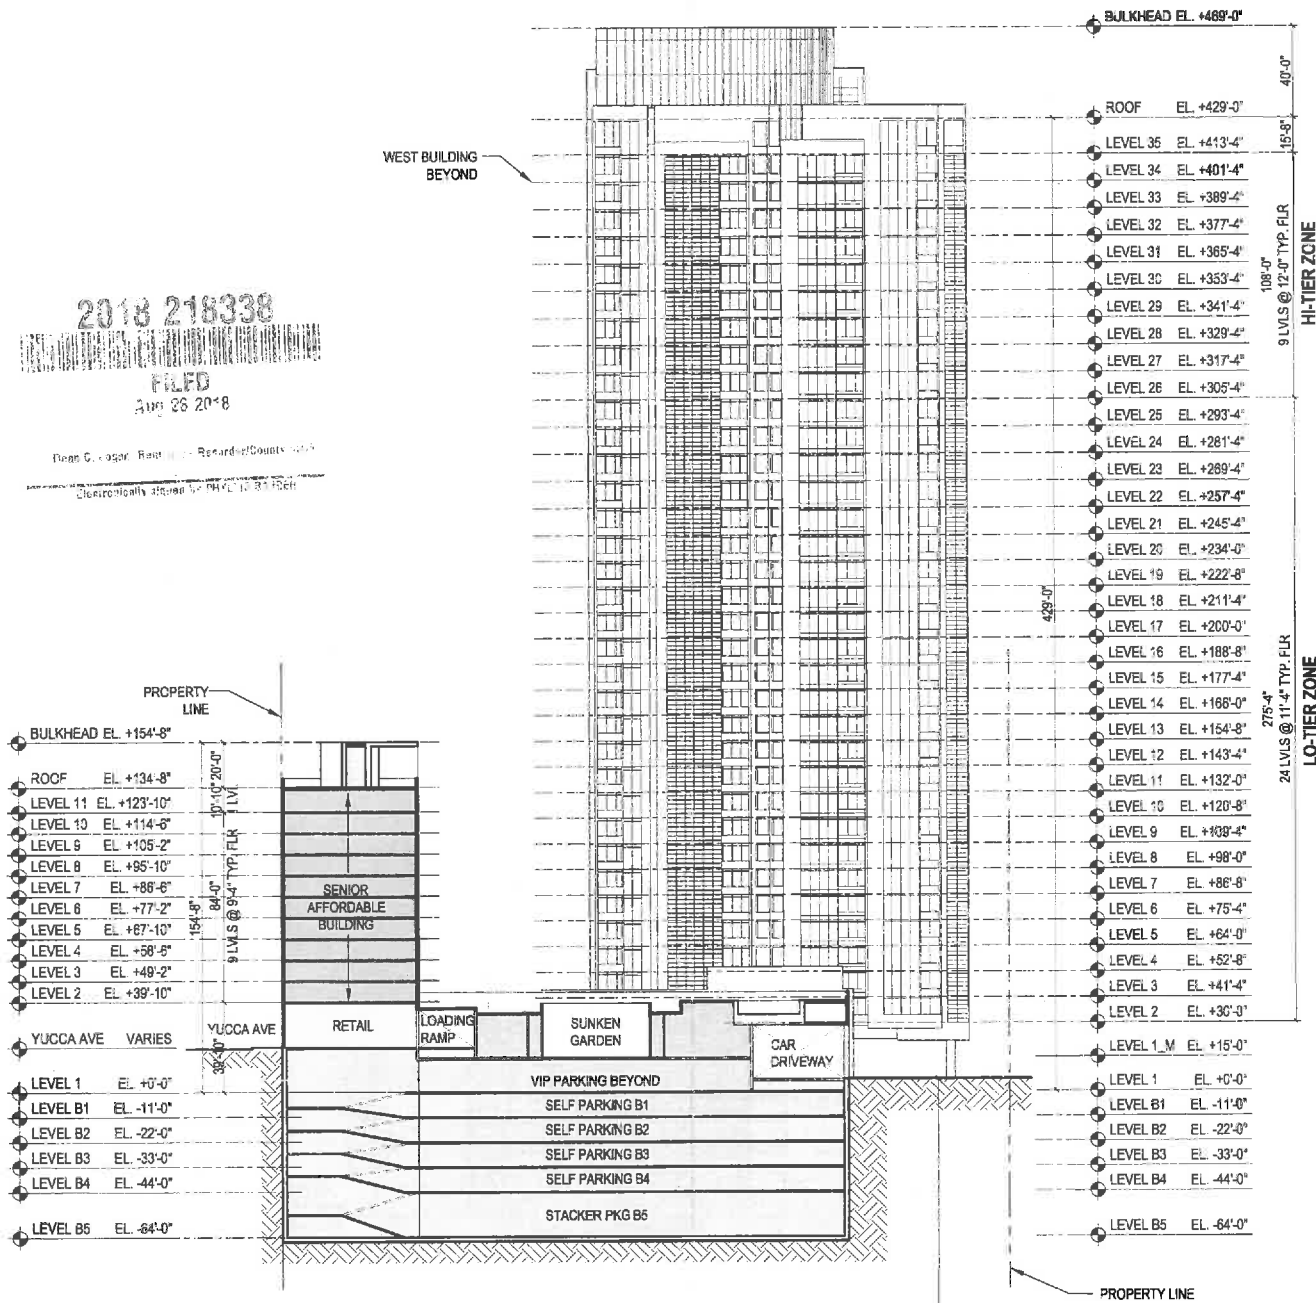 BULKHEAD EL. +469'-0"
ROOF EL. +429'-0"
LEVEL 35 EL. +413'-4"
LEVEL 34 EL. +401'-4"
LEVEL 33 EL. +389'-4"
LEVEL 32 EL. +377'-4"
LEVEL 31 EL. +365'-4"
LEVEL 30 EL. +353'-4"
LEVEL 29 EL. +341'-4"
LEVEL 28 EL. +329'-4"
LEVEL 27 EL. +317'-4"
LEVEL 26 EL. +305'-4"
LEVEL 25 EL. +293'-4"
LEVEL 24 EL. +281'-4"
LEVEL 23 EL. +269'-4"
LEVEL 22 EL. +257'-4"
LEVEL 21 EL. +245'-4"
LEVEL 20 EL. +234'-0"
LEVEL 19 EL. +222'-8"
LEVEL 18 EL. +211'-4"
LEVEL 17 EL. +200'-0"
LEVEL 16 EL. +188'-8"
LEVEL 15 EL. +177'-4"
LEVEL 14 EL. +166'-0"
LEVEL 13 EL. +154'-8"
LEVEL 12 EL. +143'-4"
LEVEL 11 EL. +132'-0"
LEVEL 10 EL. +120'-8"
LEVEL 9 EL. +109'-4"
LEVEL 8 EL. +98'-0"
LEVEL 7 EL. +86'-8"
LEVEL 6 EL. +75'-4"
LEVEL 5 EL. +64'-0"
LEVEL 4 EL. +52'-8"
LEVEL 3 EL. +41'-4"
LEVEL 2 EL. +30'-0"
LEVEL 1_M EL. +15'-0"
LEVEL 1 EL. +0'-0"
LEVEL B1 EL. -11'-0"
LEVEL B2 EL. -22'-0"
LEVEL B3 EL. -33'-0"
LEVEL B4 EL. -44'-0"
LEVEL B5 EL. -64'-0"
40'-0"
15'-8"
108'-0"
9 LVLS @ 12'-0" TYP. FLR
HI-TIER ZONE
429'-0"
275'-4"
24 LVLS @ 11'-4" TYP. FLR
LO-TIER ZONE
PROPERTY LINE
WEST BUILDING
BEYOND
2018 218338
FILED
Aug 28 2018
Dean C. Logan, Recorder/County
Electronically signed by
PROPERTY
LINE
BULKHEAD EL. +154'-8"
ROOF EL. +134'-8"
LEVEL 11 EL. +123'-10"
LEVEL 10 EL. +114'-6"
LEVEL 9 EL. +105'-2"
LEVEL 8 EL. +95'-10"
LEVEL 7 EL. +86'-6"
LEVEL 6 EL. +77'-2"
LEVEL 5 EL. +67'-10"
LEVEL 4 EL. +58'-6"
LEVEL 3 EL. +49'-2"
LEVEL 2 EL. +39'-10"
YUCCA AVE VARIES
LEVEL 1 EL. +0'-0"
LEVEL B1 EL. -11'-0"
LEVEL B2 EL. -22'-0"
LEVEL B3 EL. -33'-0"
LEVEL B4 EL. -44'-0"
LEVEL B5 EL. -64'-0"
154'-8"
20'-0"
10'-10"
1 LVL
84'-0"
9 LVLS @ 9'-4" TYP. FLR
39'-10"
YUCCA AVE
SENIOR
AFFORDABLE
BUILDING
RETAIL
LOADING
RAMP
SUNKEN
GARDEN
CAR
DRIVEWAY
VIP PARKING BEYOND
SELF PARKING B1
SELF PARKING B2
SELF PARKING B3
SELF PARKING B4
STACKER PKG B5